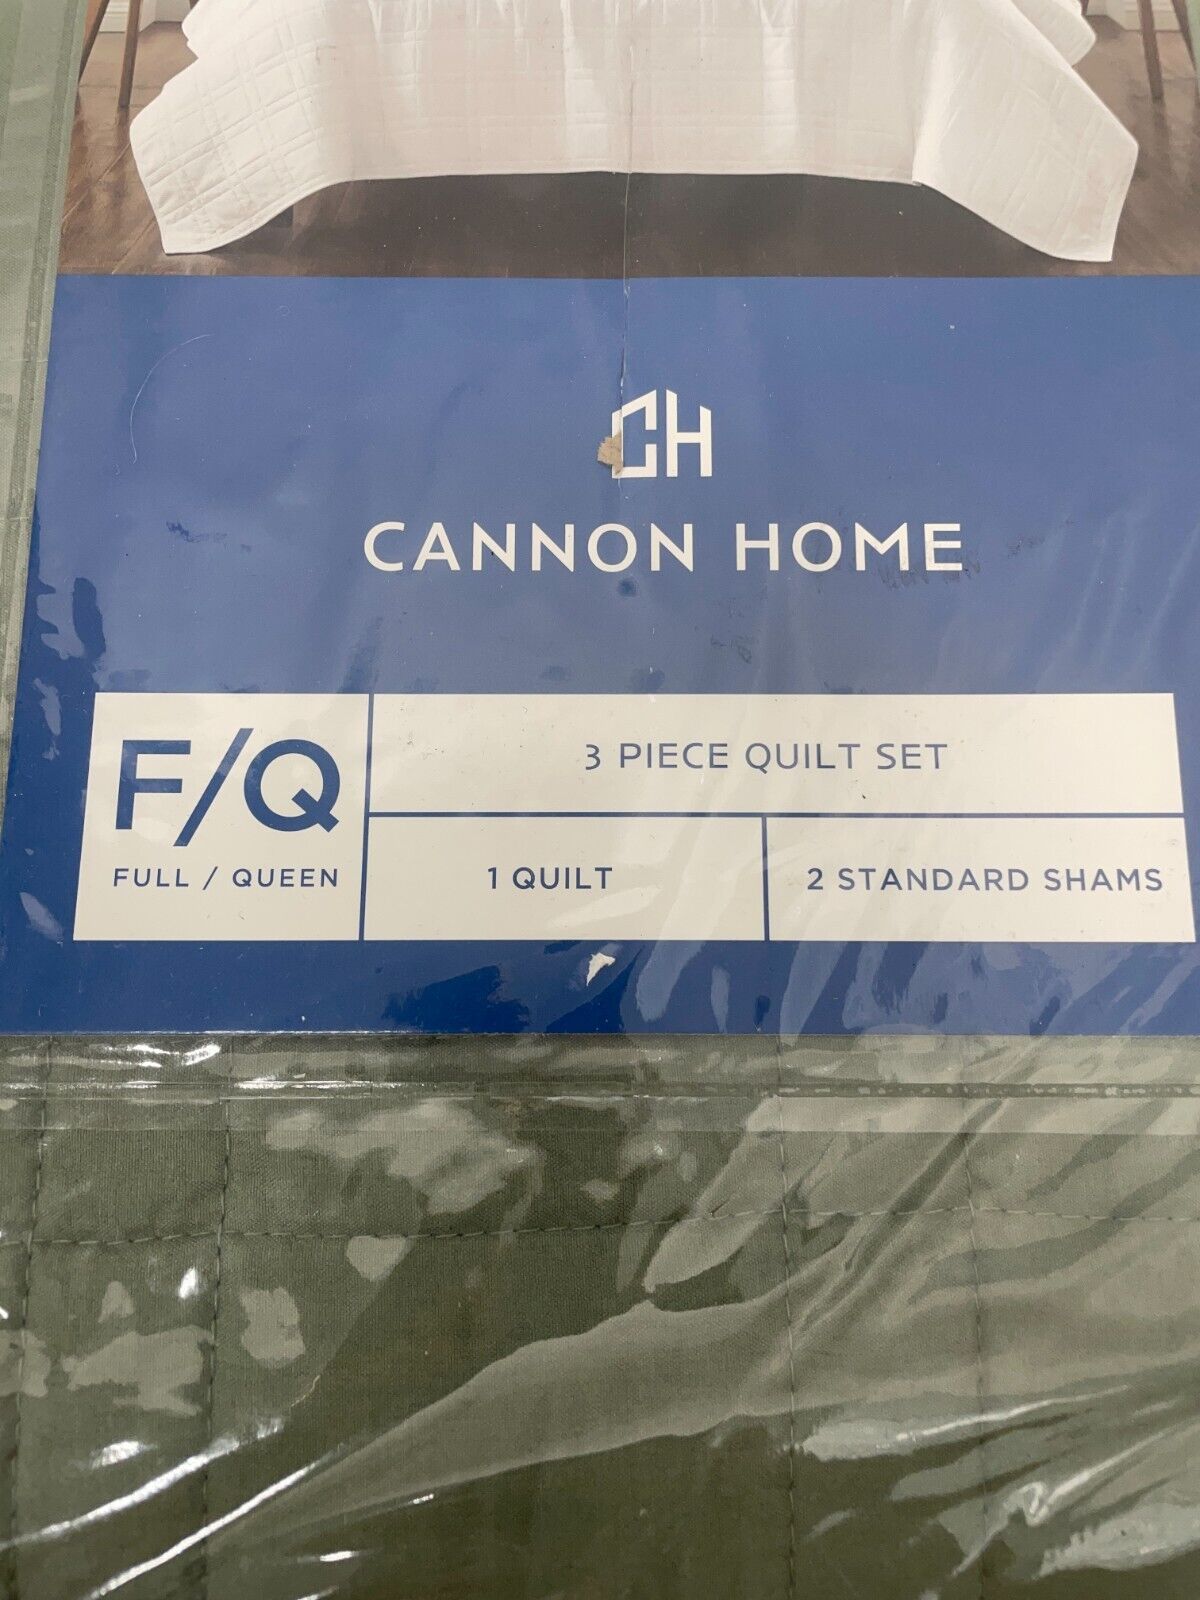 CH
CANNON HOME
F/Q
FULL / QUEEN
3 PIECE QUILT SET
1 QUILT
2 STANDARD SHAMS